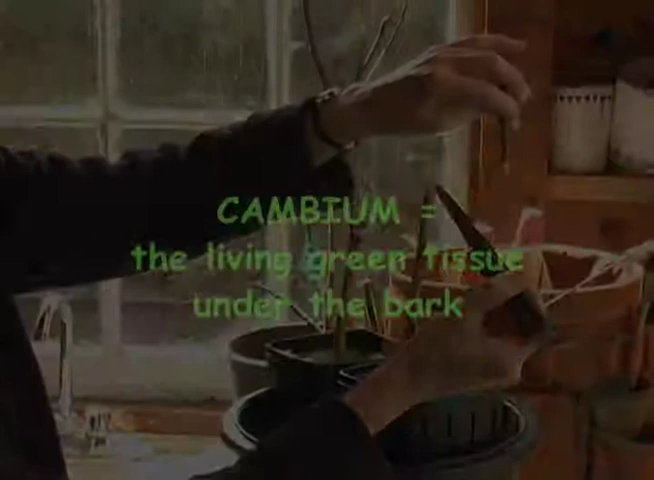 CAMBIUM =
the living green tissue
under the bark